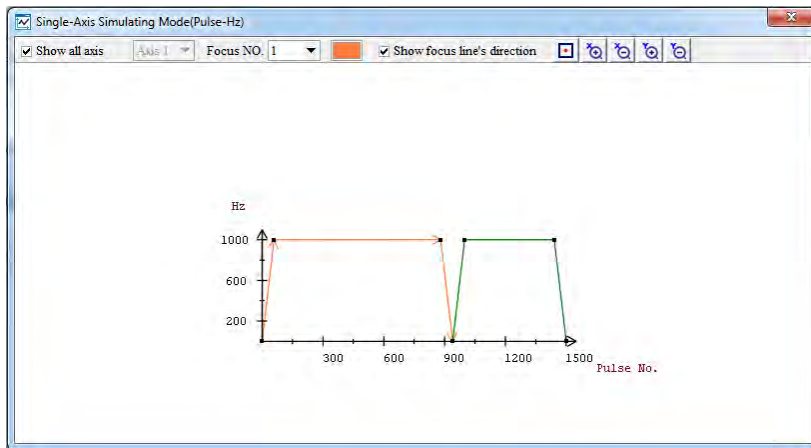 Single-Axis Simulating Mode(Pulse-Hz)
Show all axis Axis 1 Focus NO. 1 Show focus line's direction
Hz
1000
600
200
300 600 900 1200 1500
Pulse No.